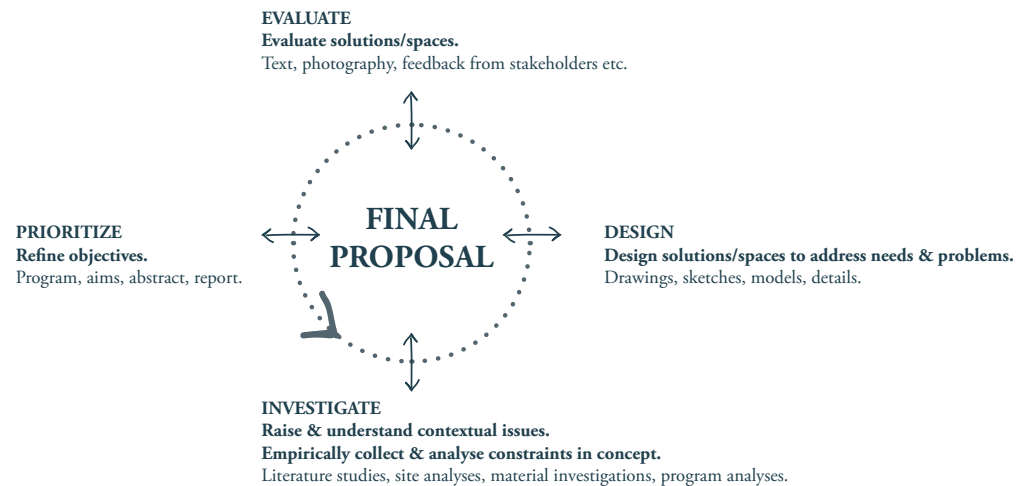 EVALUATE
Evaluate solutions/spaces.
Text, photography, feedback from stakeholders etc.
FINAL
PROPOSAL
PRIORITIZE
Refine objectives.
Program, aims, abstract, report.
DESIGN
Design solutions/spaces to address needs & problems.
Drawings, sketches, models, details.
INVESTIGATE
Raise & understand contextual issues.
Empirically collect & analyse constraints in concept.
Literature studies, site analyses, material investigations, program analyses.